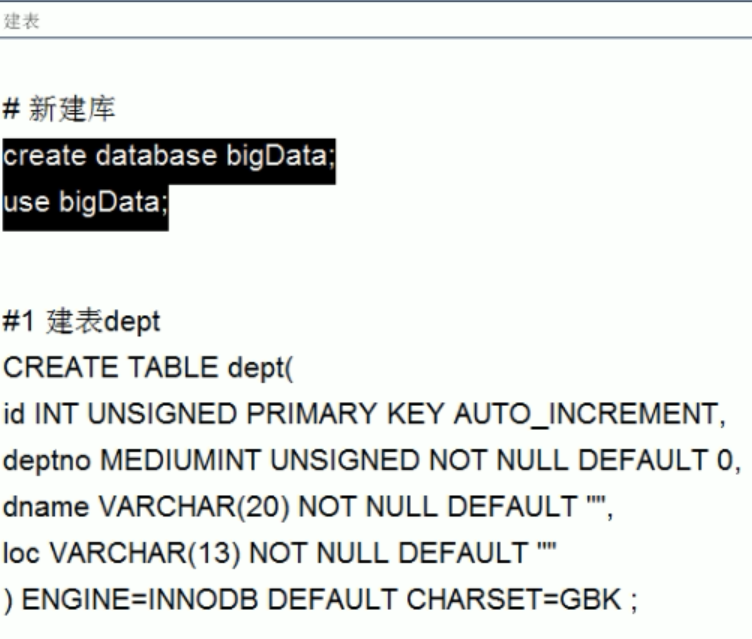 建表
# 新建库
create database bigData;
use bigData;
#1 建表dept
CREATE TABLE dept(
id INT UNSIGNED PRIMARY KEY AUTO_INCREMENT,
deptno MEDIUMINT UNSIGNED NOT NULL DEFAULT 0,
dname VARCHAR(20) NOT NULL DEFAULT "",
loc VARCHAR(13) NOT NULL DEFAULT ""
) ENGINE=INNODB DEFAULT CHARSET=GBK ;